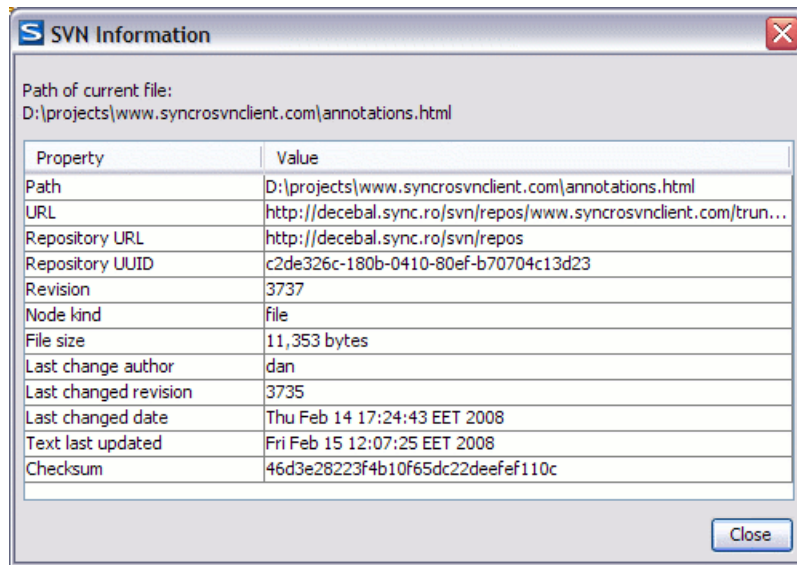 S SVN Information
Path of current file:
D:\projects\www.syncrosvnclient.com\annotations.html
Property Value
Path D:\projects\www.syncrosvnclient.com\annotations.html
URL http://decebal.sync.ro/svn/repos/www.syncrosvnclient.com/trun...
Repository URL http://decebal.sync.ro/svn/repos
Repository UUID c2de326c-180b-0410-80ef-b70704c13d23
Revision 3737
Node kind file
File size 11,353 bytes
Last change author dan
Last changed revision 3735
Last changed date Thu Feb 14 17:24:43 EET 2008
Text last updated Fri Feb 15 12:07:25 EET 2008
Checksum 46d3e28223f4b10f65dc22deefef110c
Close